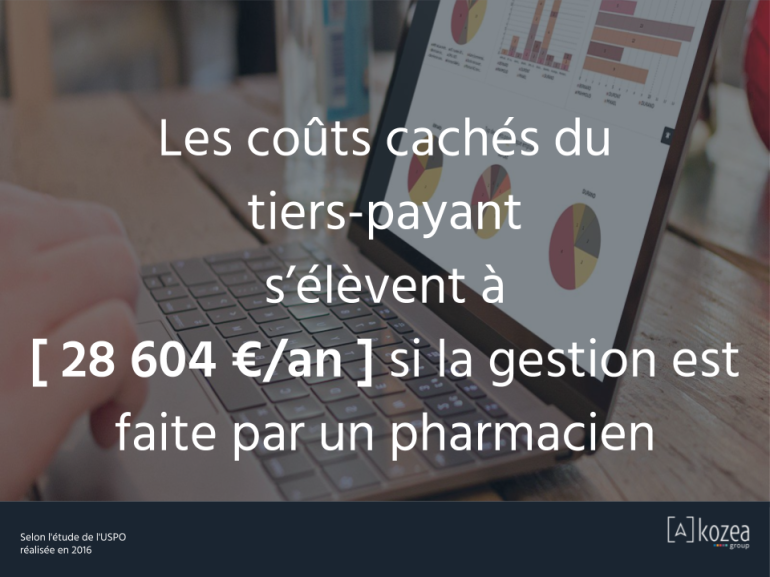 Les coûts cachés du
tiers-payant
s’élèvent à
[ 28 604 €/an ] si la gestion est
faite par un pharmacien
Selon l'étude de l'USPO
réalisée en 2016
[A]kozea
group